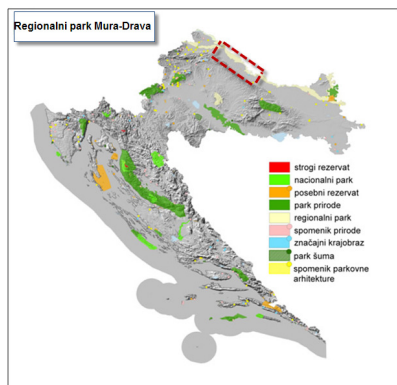 Regionalni park Mura-Drava
strogi rezervat
nacionalni park
posebni rezervat
park prirode
regionalni park
spomenik prirode
značajni krajobraz
park šuma
spomenik parkovne
arhitekture